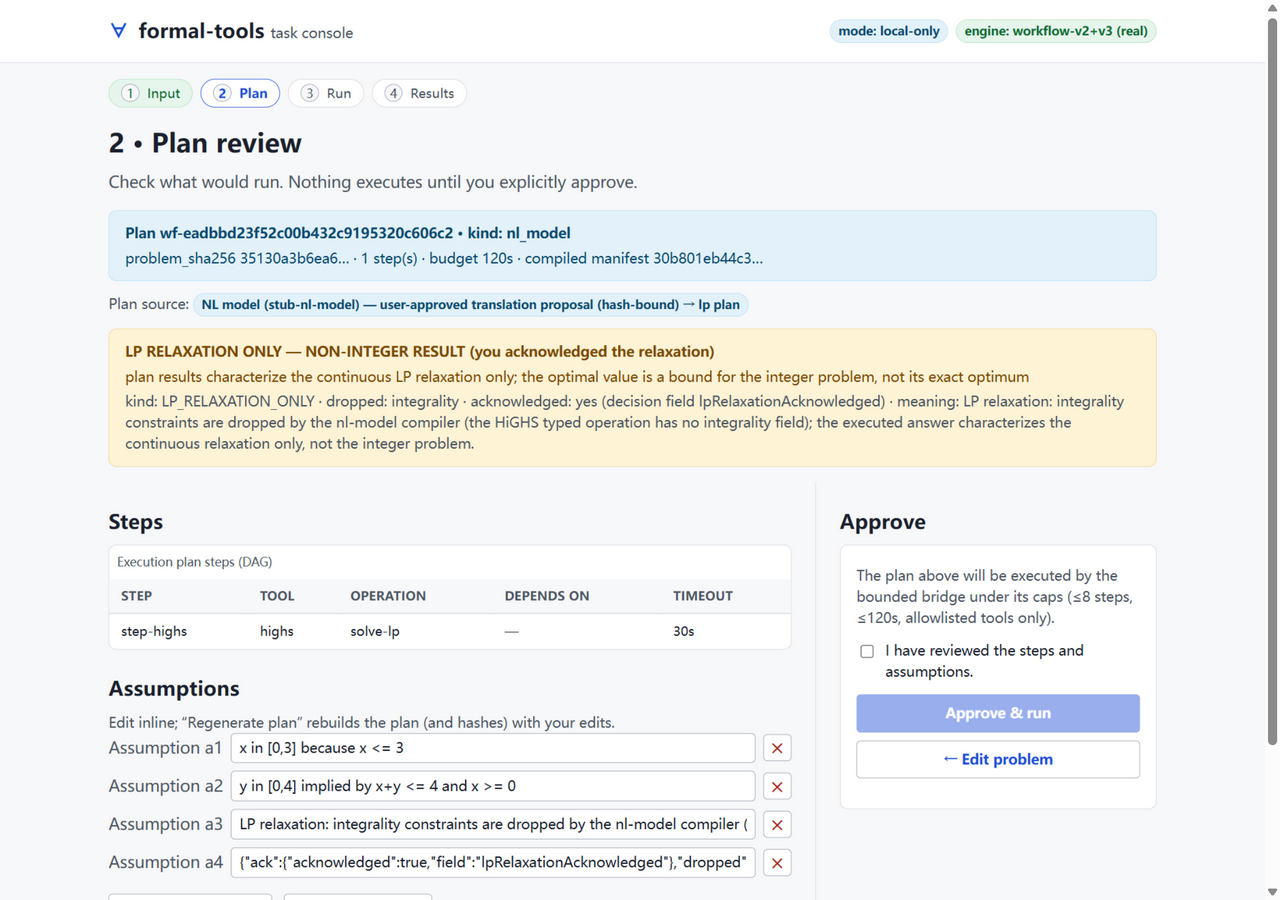 ∀ formal-tools task console
mode: local-only
engine: workflow-v2+v3 (real)
1 Input
2 Plan
3 Run
4 Results
2 • Plan review
Check what would run. Nothing executes until you explicitly approve.
Plan wf-eadbbd23f52c00b432c9195320c606c2 • kind: nl_model
problem_sha256 35130a3b6ea6… · 1 step(s) · budget 120s · compiled manifest 30b801eb44c3…
Plan source: NL model (stub-nl-model) — user-approved translation proposal (hash-bound) → lp plan
LP RELAXATION ONLY — NON-INTEGER RESULT (you acknowledged the relaxation)
plan results characterize the continuous LP relaxation only; the optimal value is a bound for the integer problem, not its exact optimum
kind: LP_RELAXATION_ONLY · dropped: integrality · acknowledged: yes (decision field lpRelaxationAcknowledged) · meaning: LP relaxation: integrality
constraints are dropped by the nl-model compiler (the HiGHS typed operation has no integrality field); the executed answer characterizes the
continuous relaxation only, not the integer problem.
Steps
Execution plan steps (DAG)
STEP TOOL OPERATION DEPENDS ON TIMEOUT
step-highs highs solve-lp — 30s
Assumptions
Edit inline; “Regenerate plan” rebuilds the plan (and hashes) with your edits.
Assumption a1 x in [0,3] because x <= 3
Assumption a2 y in [0,4] implied by x+y <= 4 and x >= 0
Assumption a3 LP relaxation: integrality constraints are dropped by the nl-model compiler (
Assumption a4 {"ack":{"acknowledged":true,"field":"lpRelaxationAcknowledged"},"dropped"
Approve
The plan above will be executed by the
bounded bridge under its caps (≤8 steps,
≤120s, allowlisted tools only).
I have reviewed the steps and
assumptions.
Approve & run
← Edit problem